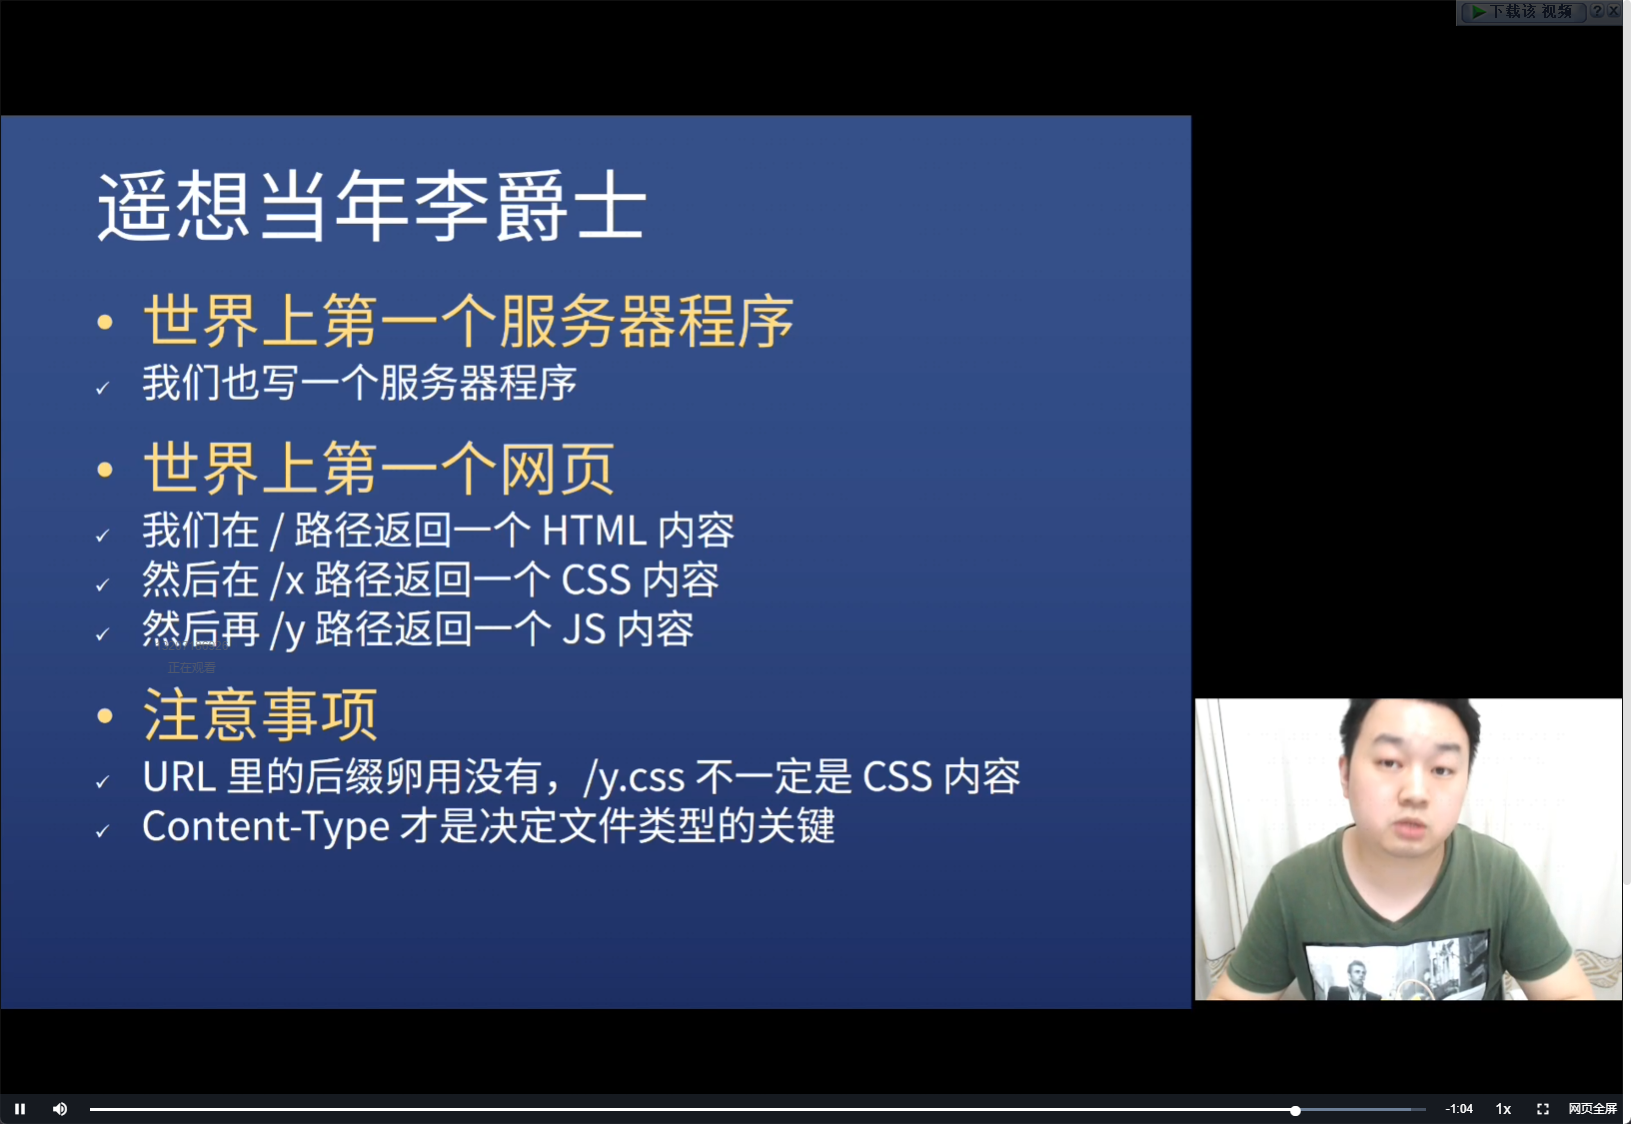 下载该 视频
遥想当年李爵士
世界上第一个服务器程序
我们也写一个服务器程序
世界上第一个网页
我们在 / 路径返回一个 HTML 内容
然后在 /x 路径返回一个 CSS 内容
然后再 /y 路径返回一个 JS 内容
正在观看
注意事项
URL 里的后缀卵用没有，/y.css 不一定是 CSS 内容
Content-Type 才是决定文件类型的关键
-1:04
1x
网页全屏